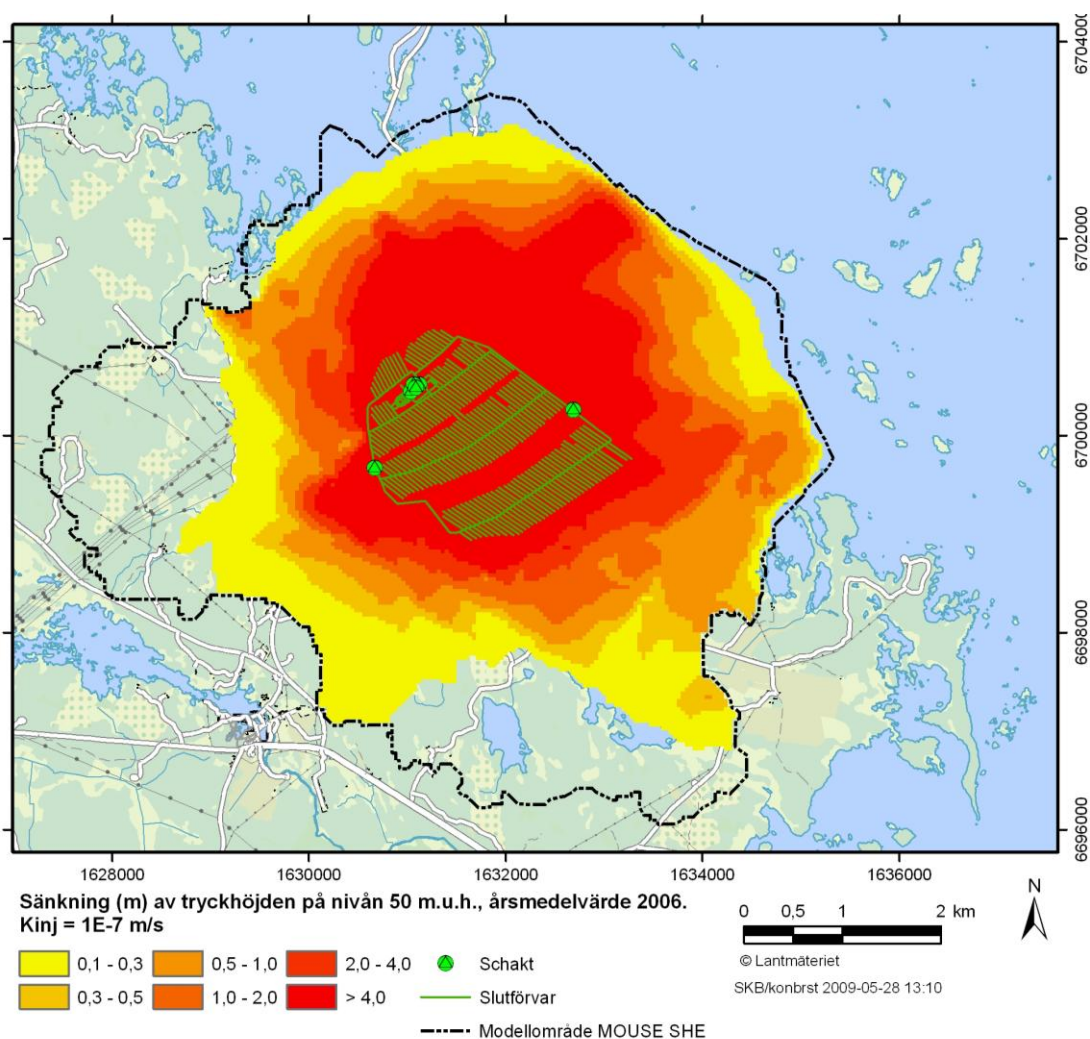 6704000
6702000
6700000
6698000
6696000
1628000 1630000 1632000 1634000 1636000
Sänkning (m) av tryckhöjden på nivån 50 m.u.h., årsmedelvärde 2006.
Kinj = 1E-7 m/s
0,1 - 0,3 0,5 - 1,0 2,0 - 4,0 Schakt
0,3 - 0,5 1,0 - 2,0 > 4,0 Slutförvar
Modellområde MOUSE SHE
0 0,5 1 2 km
© Lantmäteriet
SKB/konbrst 2009-05-28 13:10
N